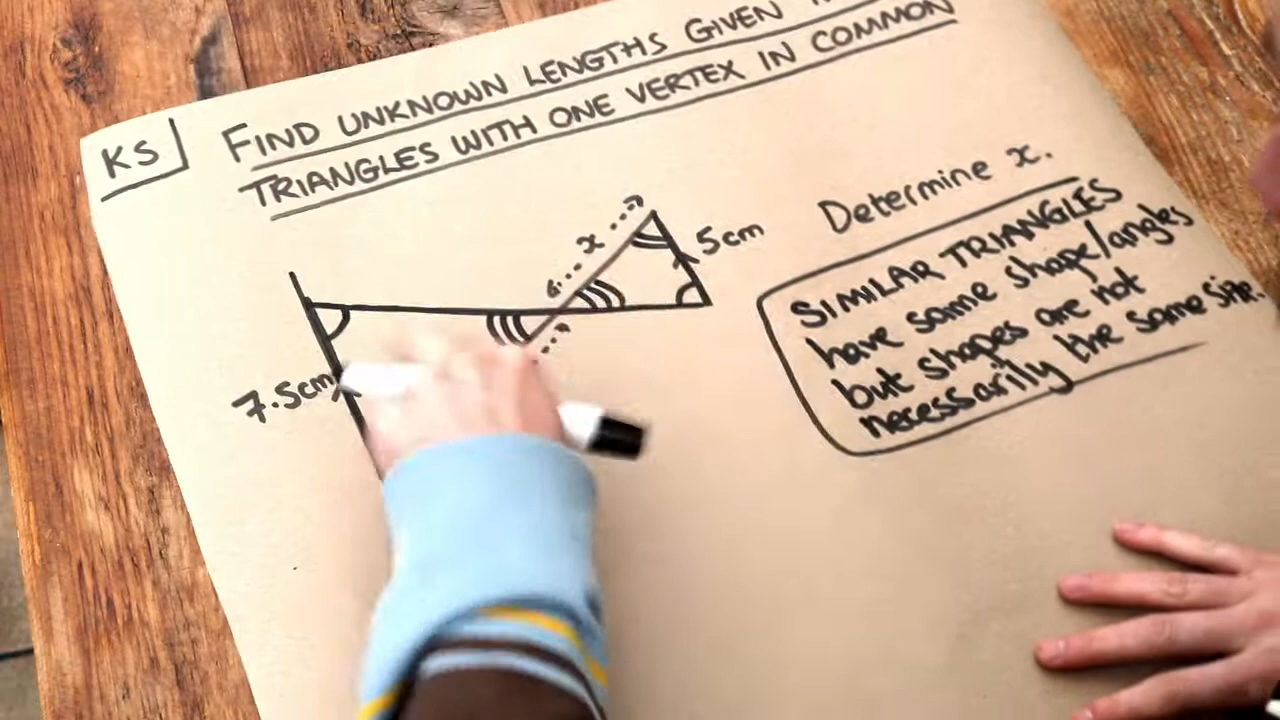 KS
FIND UNKNOWN LENGTHS GIVEN
TRIANGLES WITH ONE VERTEX IN COMMON
Determine x.
x
5cm
7.5cm
SIMILAR TRIANGLES
have same shape/angles
but shapes are not
necessarily the same size.